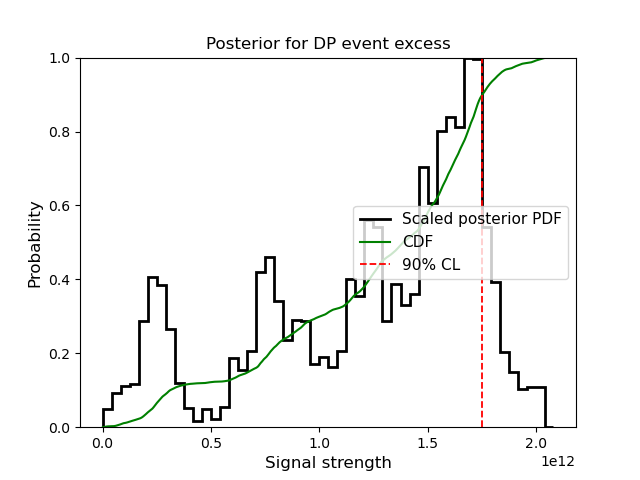 Posterior for DP event excess
1.0
0.8
0.6
0.4
0.2
0.0
Probability
Scaled posterior PDF
CDF
90% CL
0.0
0.5
1.0
1.5
2.0
1e12
Signal strength